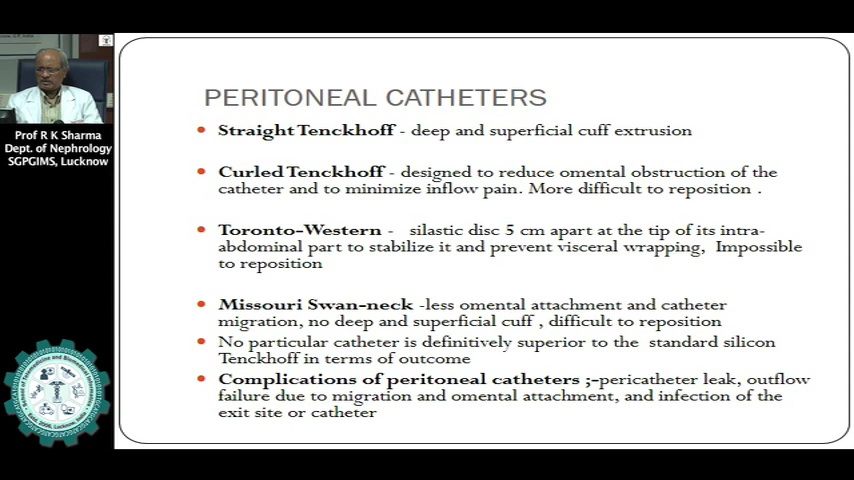 PERITONEAL CATHETERS
Straight Tenckhoff - deep and superficial cuff extrusion
Curled Tenckhoff - designed to reduce omental obstruction of the
catheter and to minimize inflow pain. More difficult to reposition .
Toronto-Western - silastic disc 5 cm apart at the tip of its intra-
abdominal part to stabilize it and prevent visceral wrapping, Impossible
to reposition
Missouri Swan-neck -less omental attachment and catheter
migration, no deep and superficial cuff , difficult to reposition
No particular catheter is definitively superior to the standard silicon
Tenckhoff in terms of outcome
Complications of peritoneal catheters ;-pericatheter leak, outflow
failure due to migration and omental attachment, and infection of the
exit site or catheter
Prof R K Sharma
Dept. of Nephrology
SGPGIMS, Lucknow